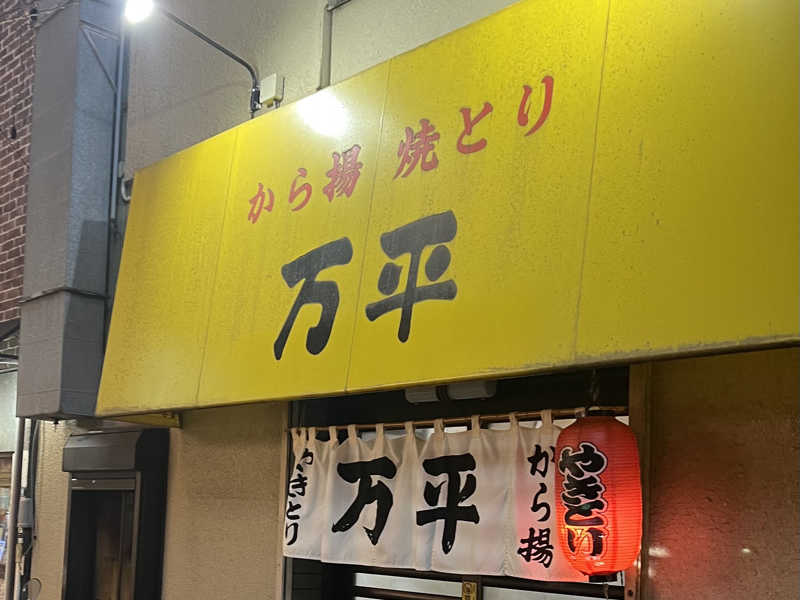 から揚 焼とり
万平
やきとり
万平
から揚
やきとり